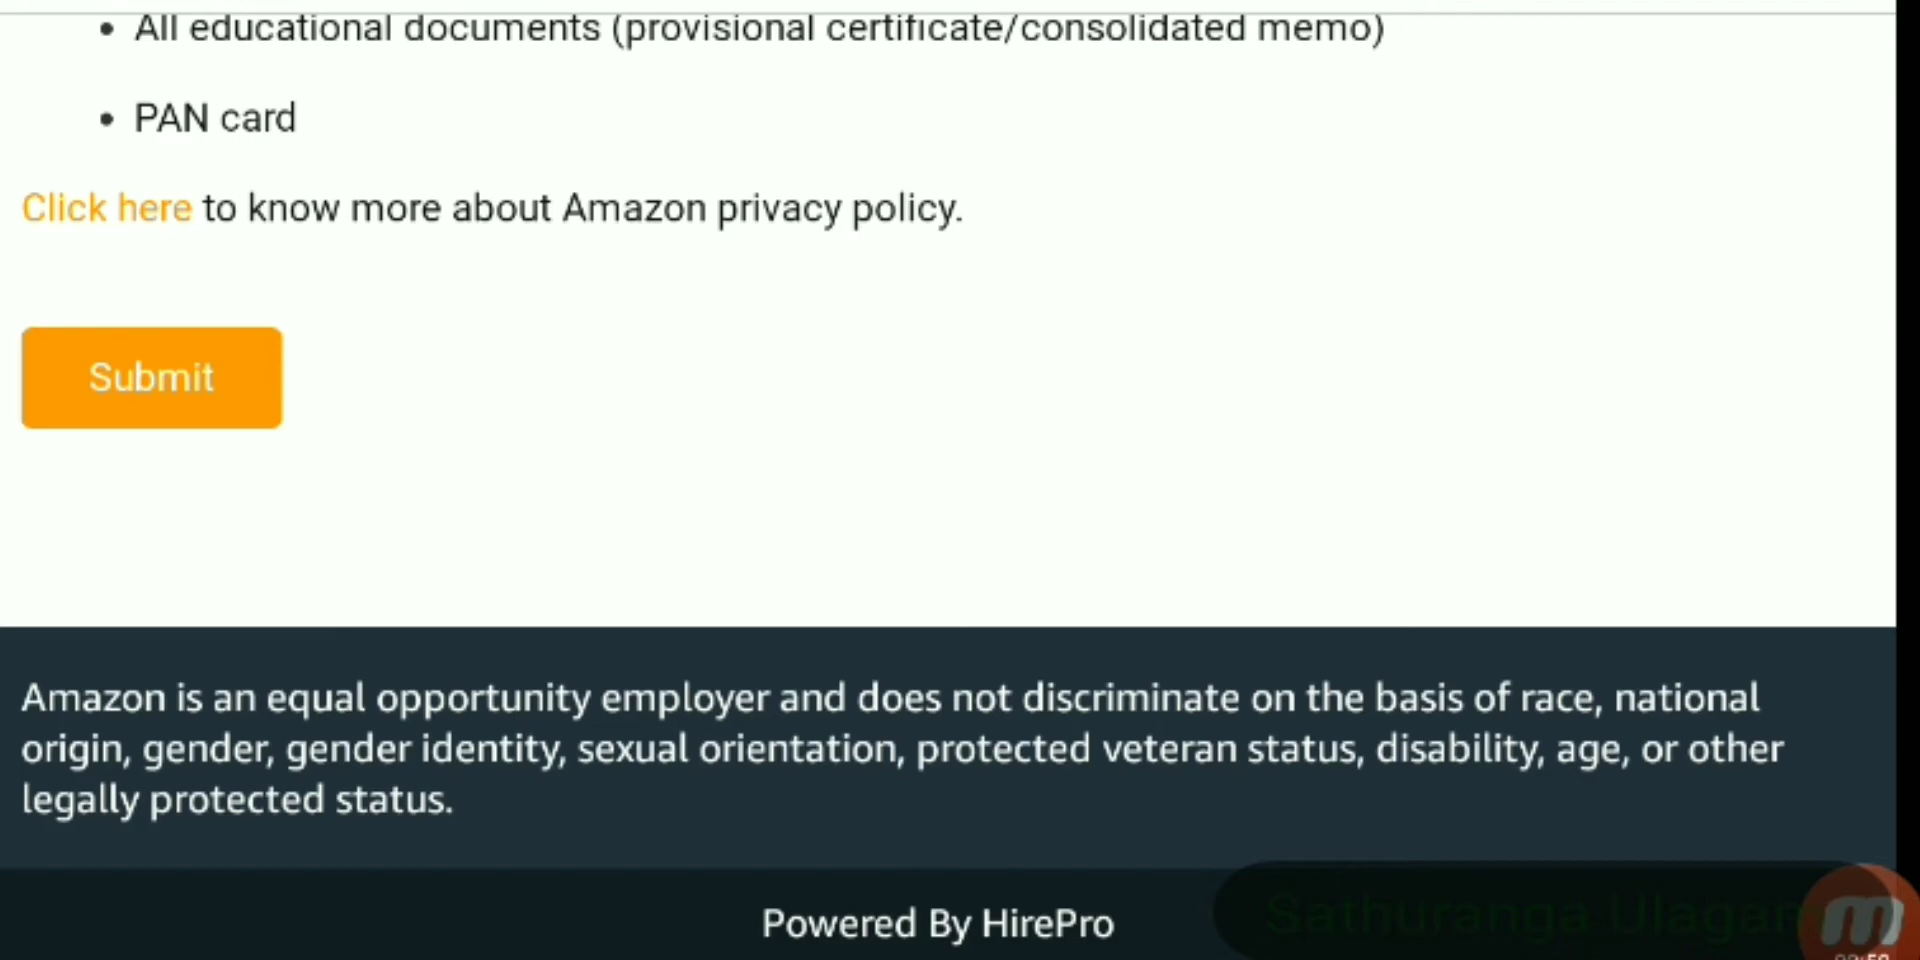 • All educational documents (provisional certificate/consolidated memo)
• PAN card
Click here to know more about Amazon privacy policy.
Submit
Amazon is an equal opportunity employer and does not discriminate on the basis of race, national
origin, gender, gender identity, sexual orientation, protected veteran status, disability, age, or other
legally protected status.
Powered By HirePro
Sathuranga Ulagam
m